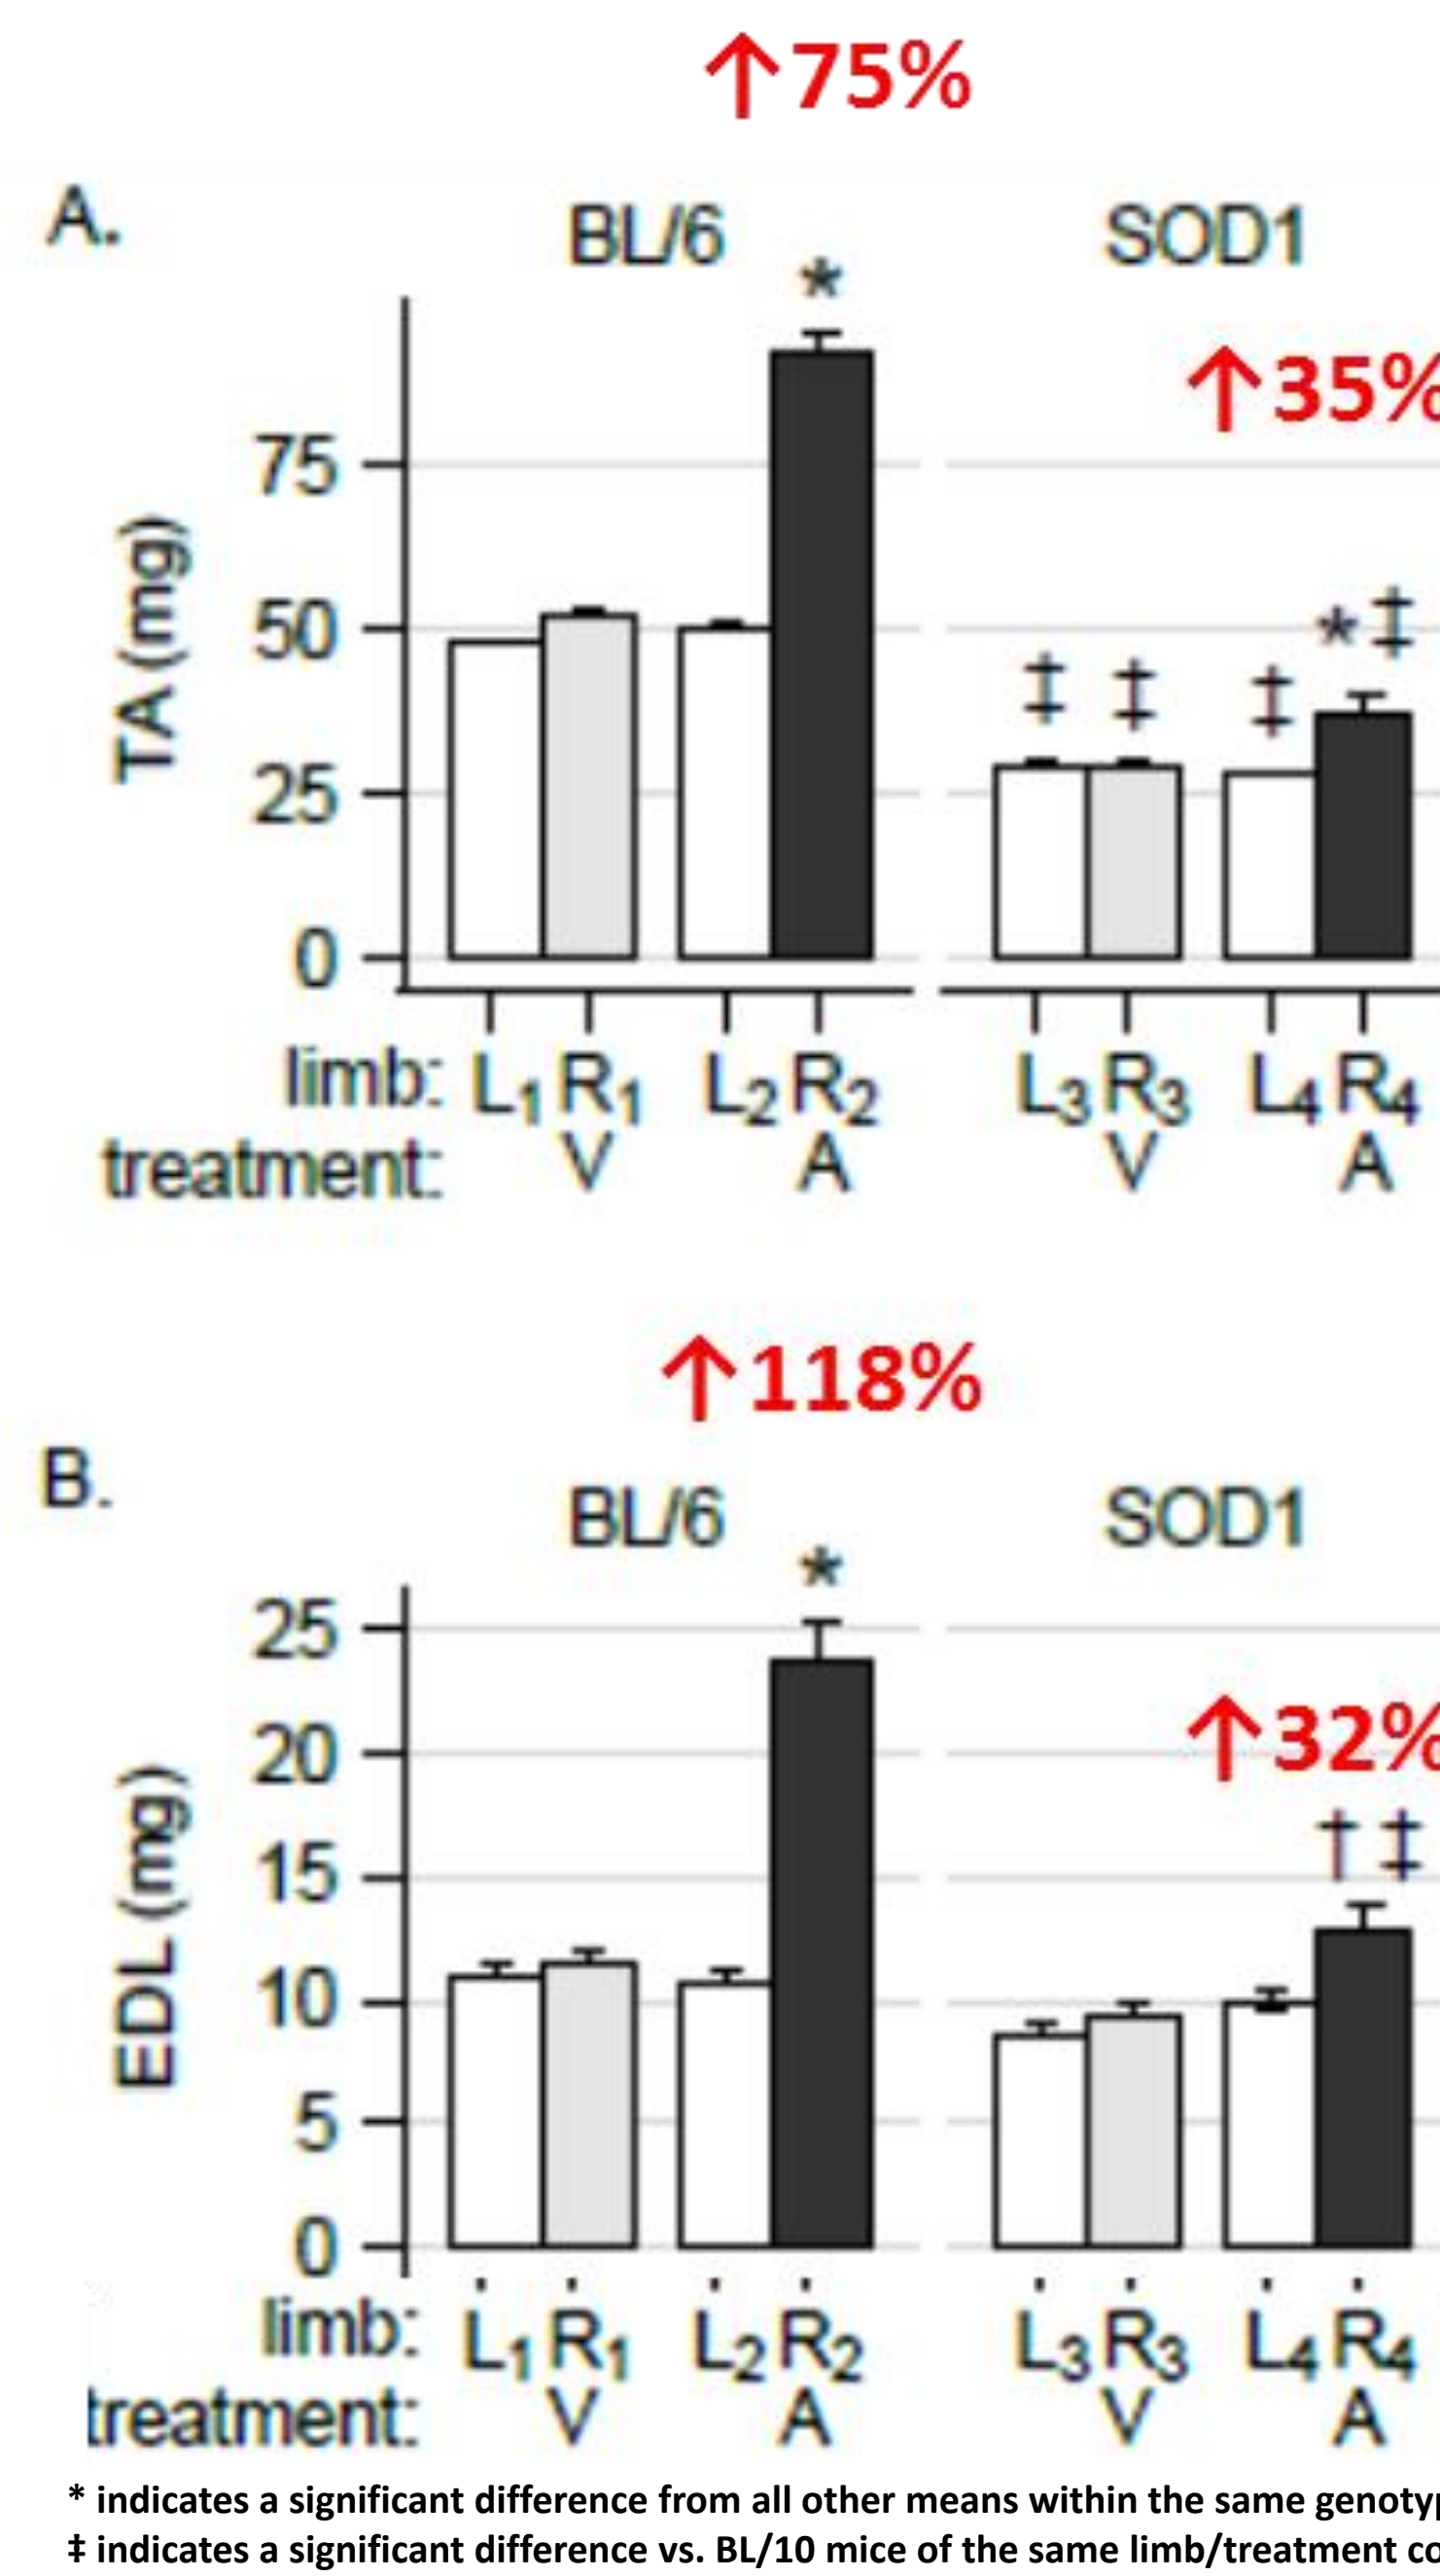 ↑75%
A.
BL/6 SOD1
*
↑35%
75
TA (mg)
50
* ‡
‡ ‡ ‡
25
0
limb: L1 R1 L2 R2 L3 R3 L4 R4
treatment: V A V A
↑118%
B.
BL/6 SOD1
*
25
↑32%
20
† ‡
15
EDL (mg)
10
5
0
limb: L1 R1 L2 R2 L3 R3 L4 R4
treatment: V A V A
* indicates a significant difference from all other means within the same genotyp
‡ indicates a significant difference vs. BL/10 mice of the same limb/treatment co